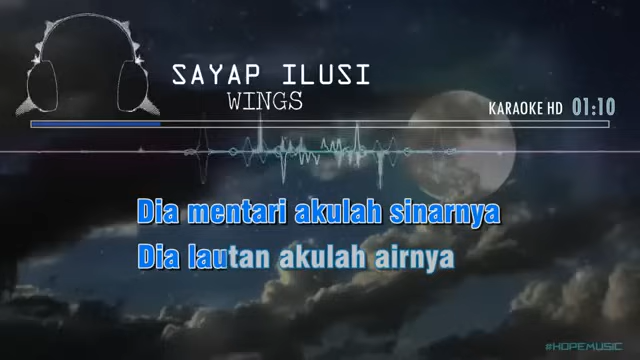 SAYAP ILUSI
WINGS
KARAOKE HD 01:10
Dia mentari akulah sinarnya
Dia lautan akulah airnya
#HOPEMUSIC